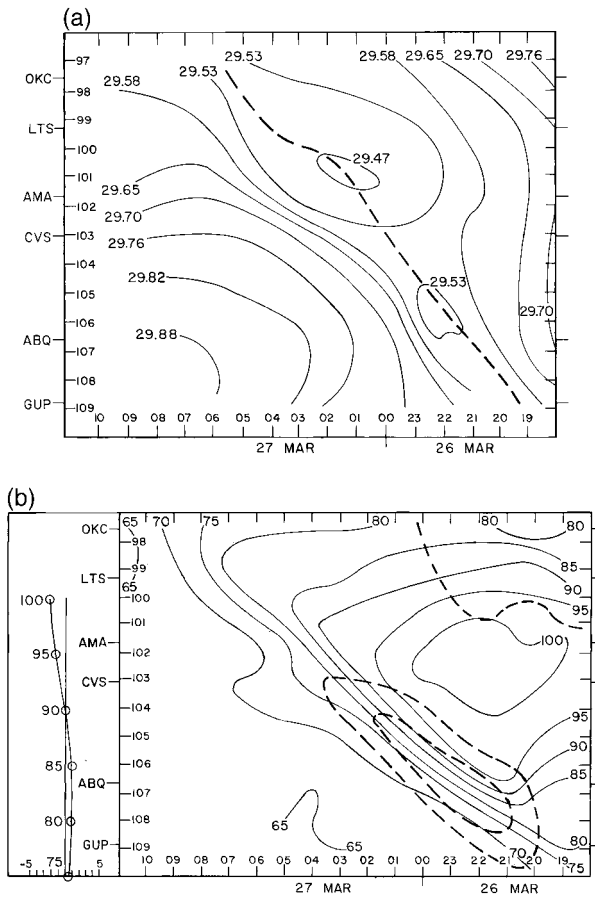 (a)
29.53 29.58 29.65 29.70 29.76
OKC 97
29.58 29.53
98
LTS 99
100
29.47
101
29.65
AMA
102
29.70
CVS 103
29.76
104
29.82 29.53
105
29.70
106
ABQ 29.88
107
108
GUP 109
10 09 08 07 06 05 04 03 02 01 00 23 22 21 20 19
27 MAR 26 MAR
(b)
OKC 65 70 75 80 80 80
98
85
LTS 99
65
90
100 100
95
101
AMA 100
95 102
CVS 103
90 104
105
95
90
85 106
85
ABQ
107
80 108
65
80
GUP 109 65
70
75
-5 75 5 10 09 08 07 06 05 04 03 02 01 00 23 22 21 20 19
27 MAR 26 MAR